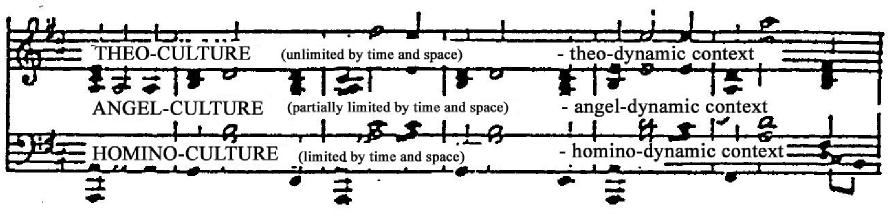 THEO-CULTURE (unlimited by time and space) - theo-dynamic context
ANGEL-CULTURE (partially limited by time and space) - angel-dynamic context
HOMINO-CULTURE (limited by time and space) - homino-dynamic context